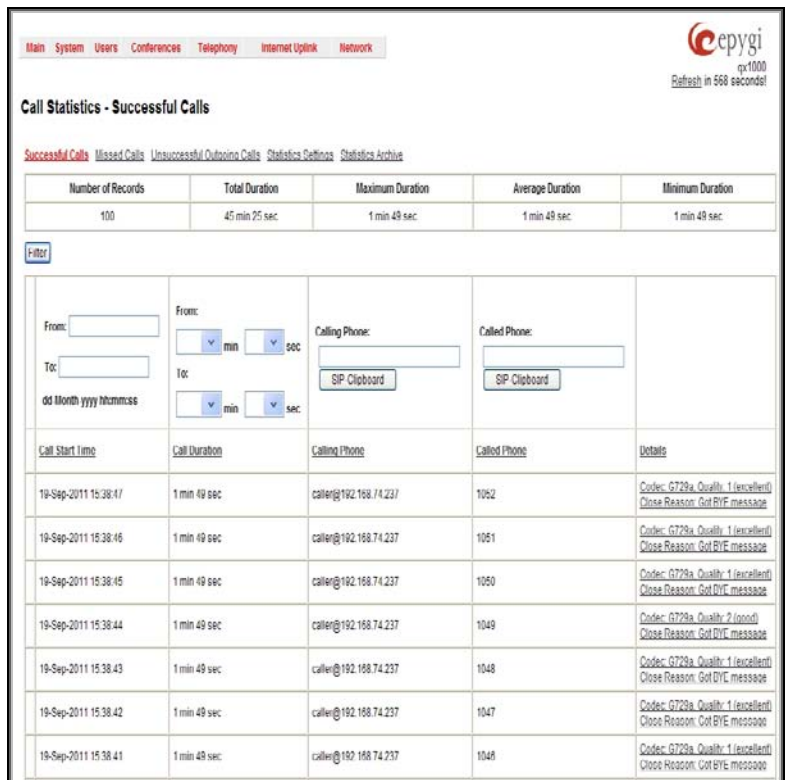 Main System Users Conferences Telephony Internet Uplink Network
epygi
qx1000
Refresh in 568 seconds!
Call Statistics - Successful Calls
Successful Calls Missed Calls Unsuccessful Outgoing Calls Statistics Settings Statistics Archive
Number of Records Total Duration Maximum Duration Average Duration Minimum Duration
100 45 min 25 sec 1 min 49 sec 1 min 49 sec 1 min 49 sec
Filter
From:
To:
dd-Month-yyyy hh:mm:ss
From:
min sec
To:
min sec
Calling Phone:
SIP Clipboard
Called Phone:
SIP Clipboard
Call Start Time Call Duration Calling Phone Called Phone Details
19-Sep-2011 15:38:47 1 min 49 sec caller@192.168.74.237 1052 Codec: G729a, Quality: 1 (excellent)
Close Reason: Got BYE message
19-Sep-2011 15:38:46 1 min 49 sec caller@192.168.74.237 1051 Codec: G729a, Quality: 1 (excellent)
Close Reason: Got BYE message
19-Sep-2011 15:38:45 1 min 49 sec caller@192.168.74.237 1050 Codec: G729a, Quality: 1 (excellent)
Close Reason: Got BYE message
19-Sep-2011 15:38:44 1 min 49 sec caller@192.168.74.237 1049 Codec: G729a, Quality: 2 (good)
Close Reason: Got BYE message
19-Sep-2011 15:38:43 1 min 49 sec caller@192.168.74.237 1048 Codec: G729a, Quality: 1 (excellent)
Close Reason: Got BYE message
19-Sep-2011 15:38:42 1 min 49 sec caller@192.168.74.237 1047 Codec: G729a, Quality: 1 (excellent)
Close Reason: Got BYE message
19-Sep-2011 15:38:41 1 min 49 sec caller@192.168.74.237 1046 Codec: G729a, Quality: 1 (excellent)
Close Reason: Got BYE message